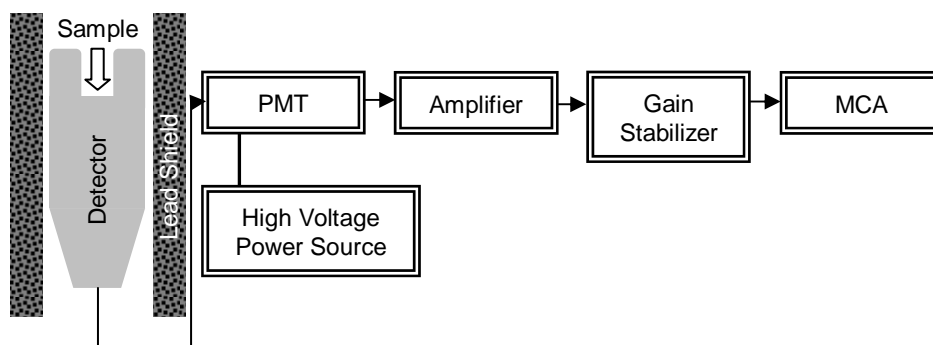 Sample
Detector
Lead Shield
PMT
Amplifier
Gain
Stabilizer
MCA
High Voltage
Power Source